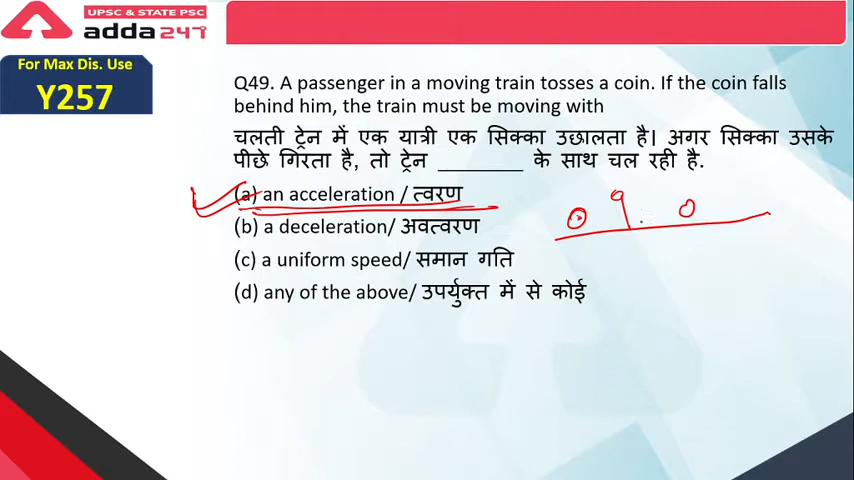 UPSC & STATE PSC
adda247
For Max Dis. Use
Y257
Q49. A passenger in a moving train tosses a coin. If the coin falls
behind him, the train must be moving with
चलती ट्रेन में एक यात्री एक सिक्का उछालता है। अगर सिक्का उसके
पीछे गिरता है, तो ट्रेन ________ के साथ चल रही है.
(a) an acceleration / त्वरण
(b) a deceleration/ अवत्वरण
(c) a uniform speed/ समान गति
(d) any of the above/ उपर्युक्त में से कोई